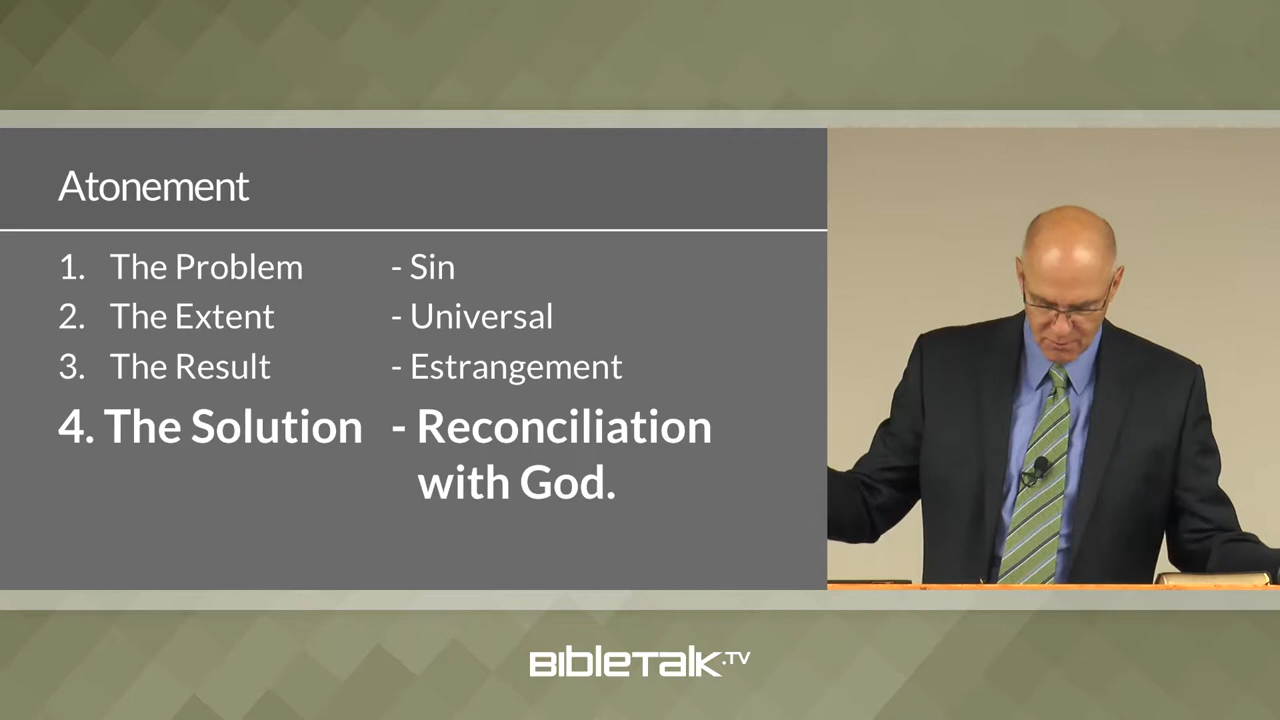 Atonement
1. The Problem - Sin
2. The Extent - Universal
3. The Result - Estrangement
4. The Solution - Reconciliation
with God.
BibleTalk.TV